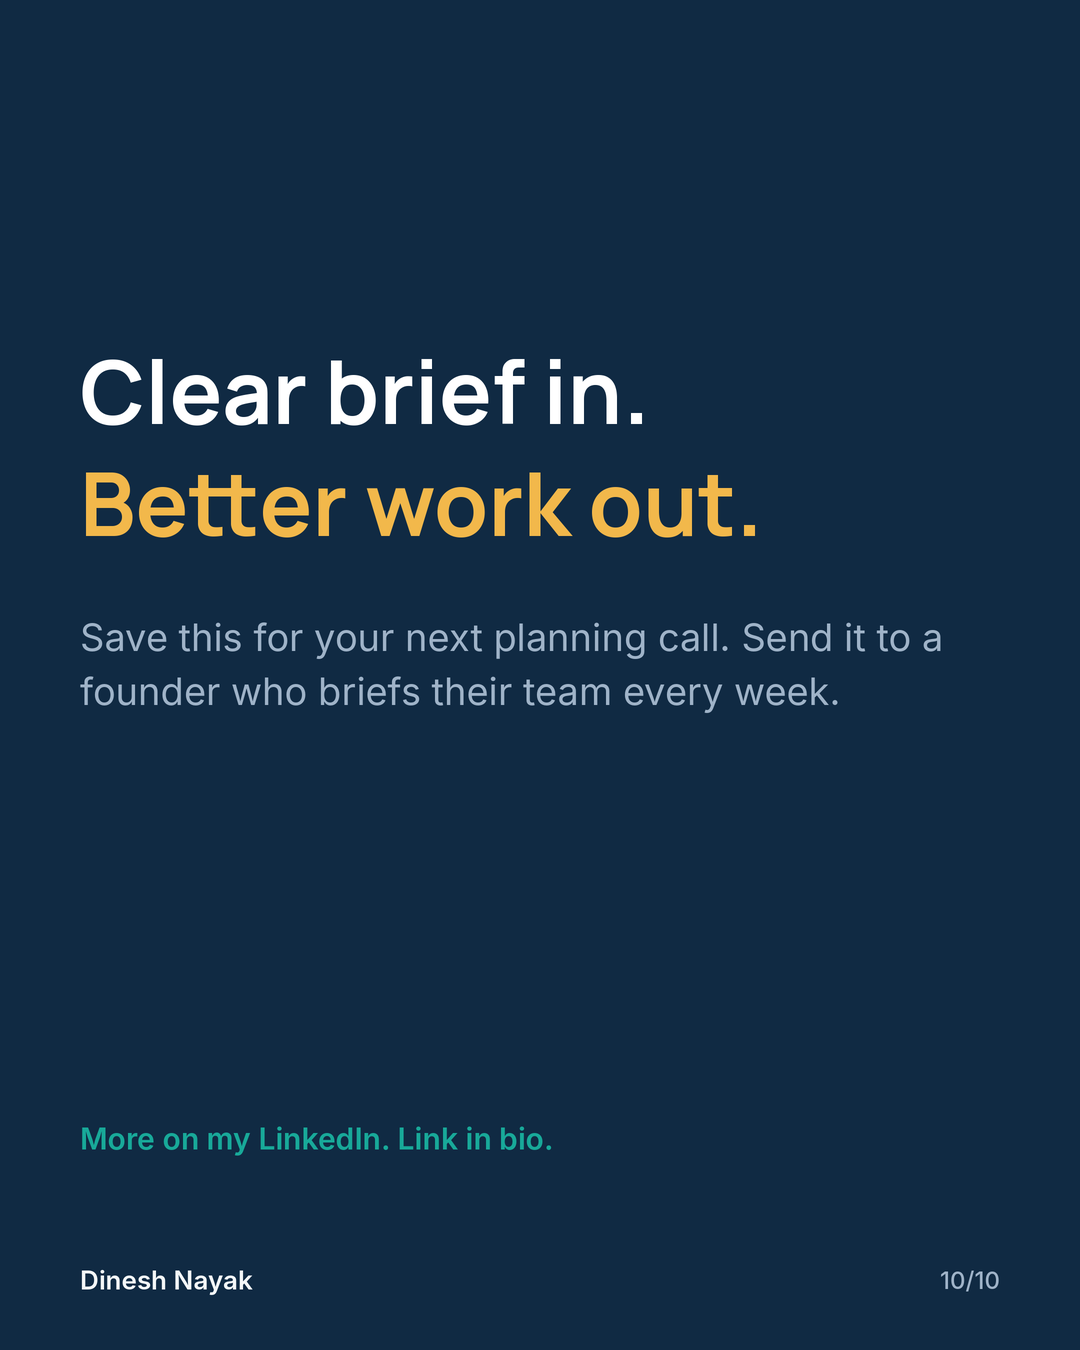 Clear brief in.
Better work out.
Save this for your next planning call. Send it to a
founder who briefs their team every week.
More on my LinkedIn. Link in bio.
Dinesh Nayak
10/10